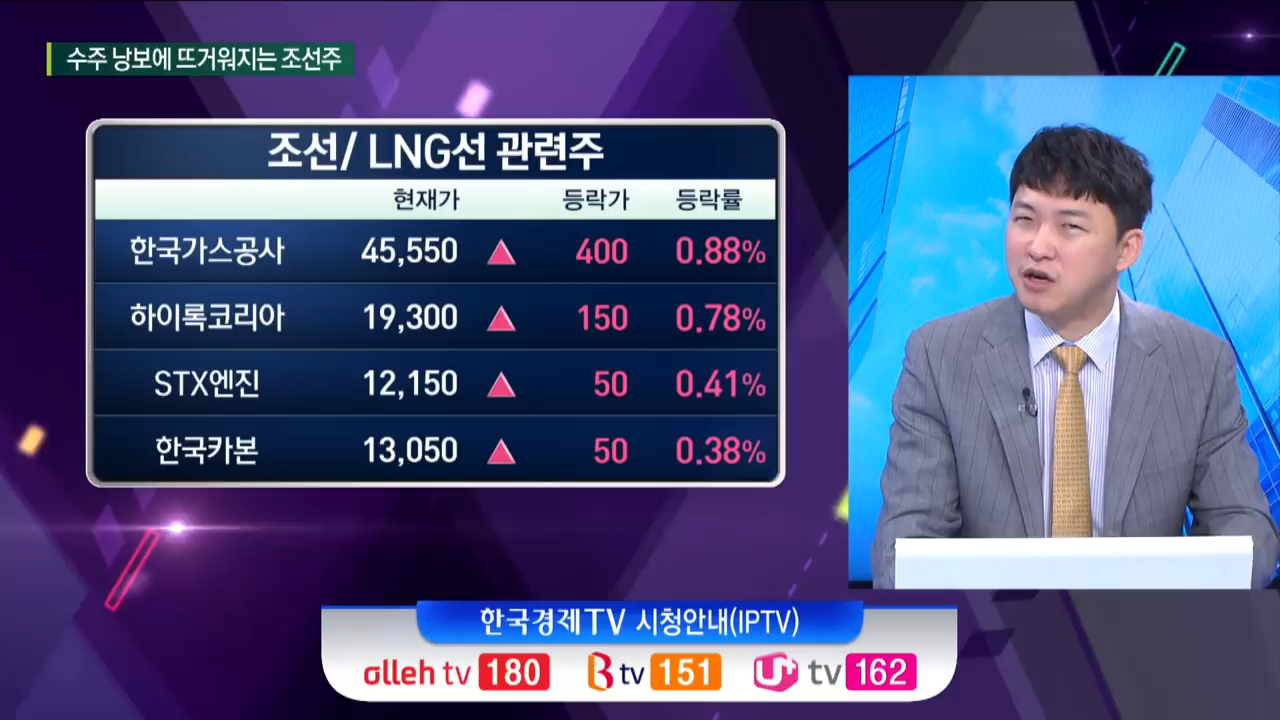 수주 낭보에 뜨거워지는 조선주
조선/ LNG선 관련주
현재가 등락가 등락률
한국가스공사 45,550 ▲ 400 0.88%
하이록코리아 19,300 ▲ 150 0.78%
STX엔진 12,150 ▲ 50 0.41%
한국카본 13,050 ▲ 50 0.38%
한국경제TV 시청안내(IPTV)
olleh tv 180 B tv 151 U+ tv 162